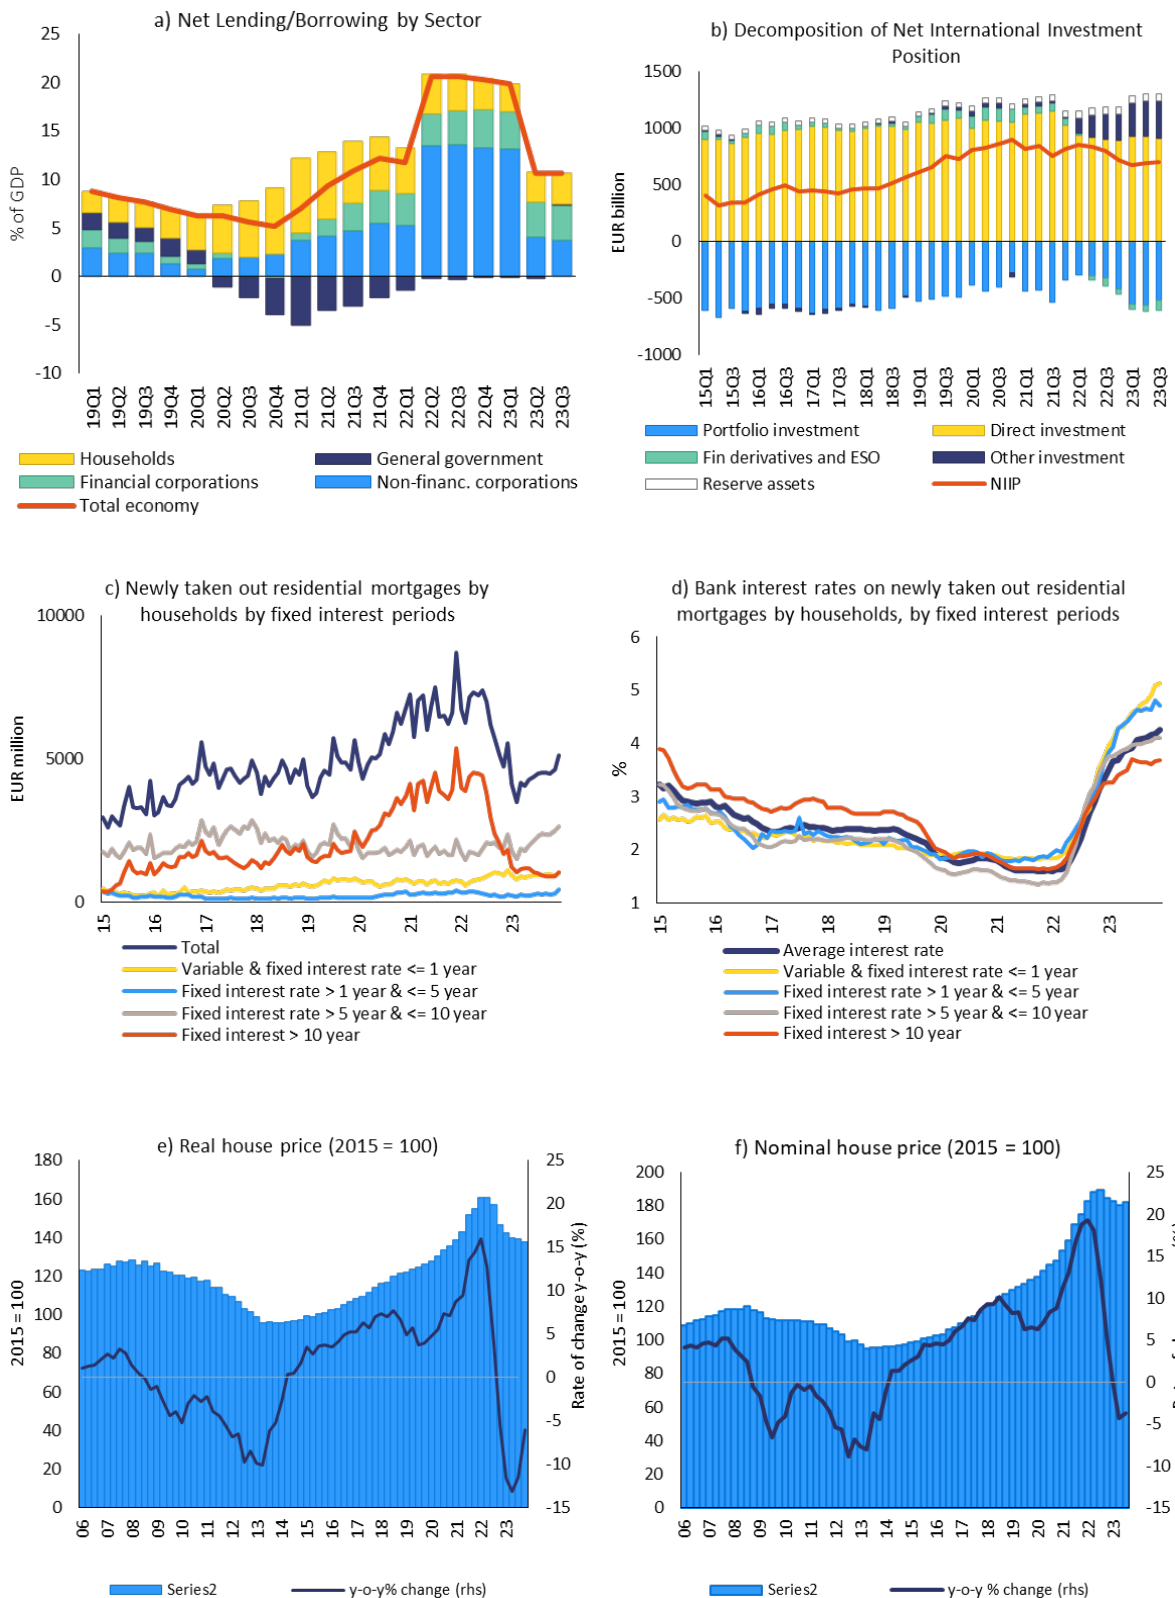 a) Net Lending/Borrowing by Sector
25
20
15
10
5
0
-5
-10
% of GDP
19Q1
19Q2
19Q3
19Q4
20Q1
20Q2
20Q3
20Q4
21Q1
21Q2
21Q3
21Q4
22Q1
22Q2
22Q3
22Q4
23Q1
23Q2
23Q3
Households
General government
Financial corporations
Non-financ. corporations
Total economy
b) Decomposition of Net International Investment
Position
1500
1000
500
0
-500
-1000
EUR billion
15Q1
15Q3
16Q1
16Q3
17Q1
17Q3
18Q1
18Q3
19Q1
19Q3
20Q1
20Q3
21Q1
21Q3
22Q1
22Q3
23Q1
23Q3
Portfolio investment
Direct investment
Fin derivatives and ESO
Other investment
Reserve assets
NIIP
c) Newly taken out residential mortgages by
households by fixed interest periods
10000
5000
0
EUR million
15
16
17
18
19
20
21
22
23
Total
Variable & fixed interest rate <= 1 year
Fixed interest rate > 1 year & <= 5 year
Fixed interest rate > 5 year & <= 10 year
Fixed interest > 10 year
d) Bank interest rates on newly taken out residential
mortgages by households, by fixed interest periods
6
5
4
3
2
1
%
15
16
17
18
19
20
21
22
23
Average interest rate
Variable & fixed interest rate <= 1 year
Fixed interest rate > 1 year & <= 5 year
Fixed interest rate > 5 year & <= 10 year
Fixed interest > 10 year
e) Real house price (2015 = 100)
180
160
140
120
100
80
60
40
20
0
2015 = 100
25
20
15
10
5
0
-5
-10
-15
Rate of change y-o-y (%)
06
07
08
09
10
11
12
13
14
15
16
17
18
19
20
21
22
23
Series2
y-o-y% change (rhs)
f) Nominal house price (2015 = 100)
200
180
160
140
120
100
80
60
40
20
0
2015 = 100
25
20
15
10
5
0
-5
-10
-15
06
07
08
09
10
11
12
13
14
15
16
17
18
19
20
21
22
23
Series2
y-o-y % change (rhs)